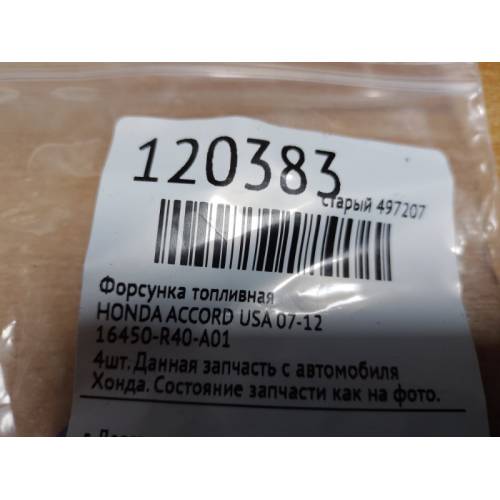 120383
старый 497207
Форсунка топливная
HONDA ACCORD USA 07-12
16450-R40-A01
4шт. Данная запчасть с автомобиля
Хонда. Состояние запчасти как на фото.